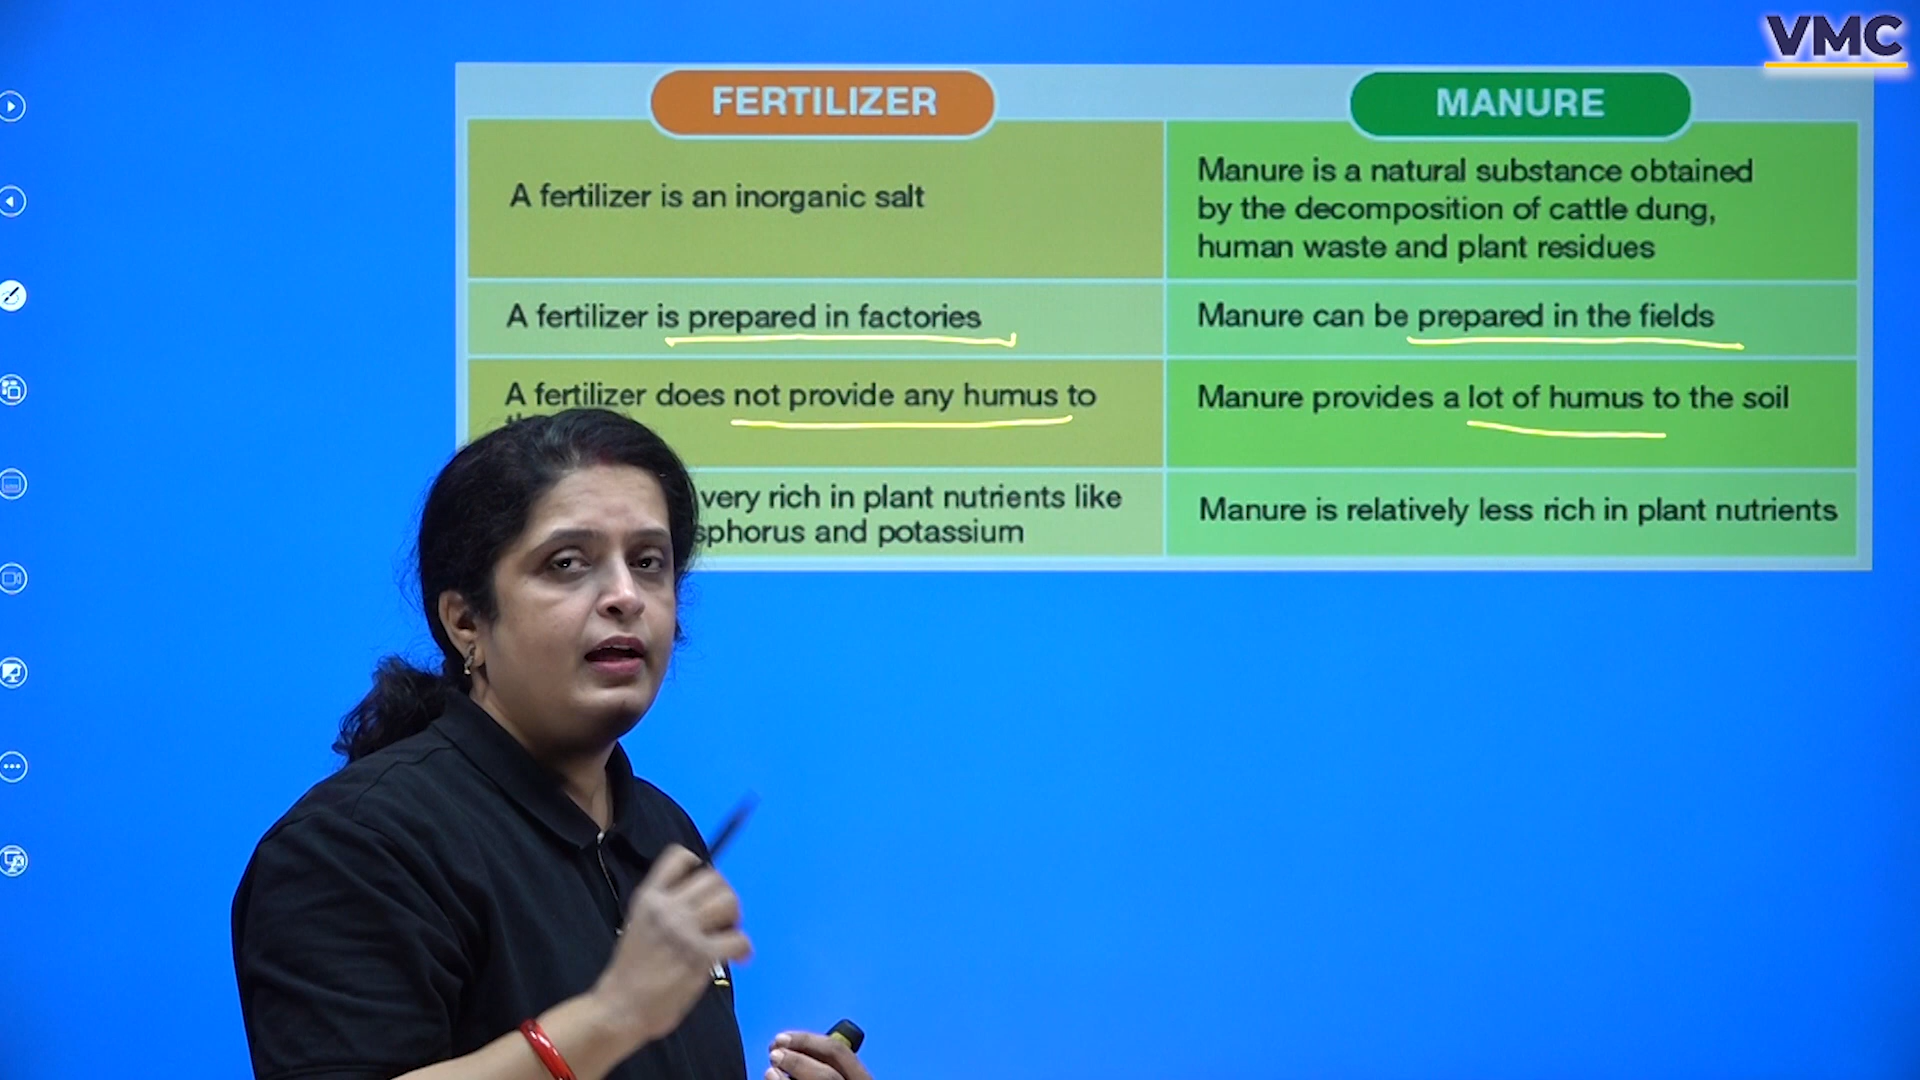 VMC
FERTILIZER
MANURE
A fertilizer is an inorganic salt
Manure is a natural substance obtained
by the decomposition of cattle dung,
human waste and plant residues
A fertilizer is prepared in factories
Manure can be prepared in the fields
A fertilizer does not provide any humus to
Manure provides a lot of humus to the soil
very rich in plant nutrients like
sphorus and potassium
Manure is relatively less rich in plant nutrients